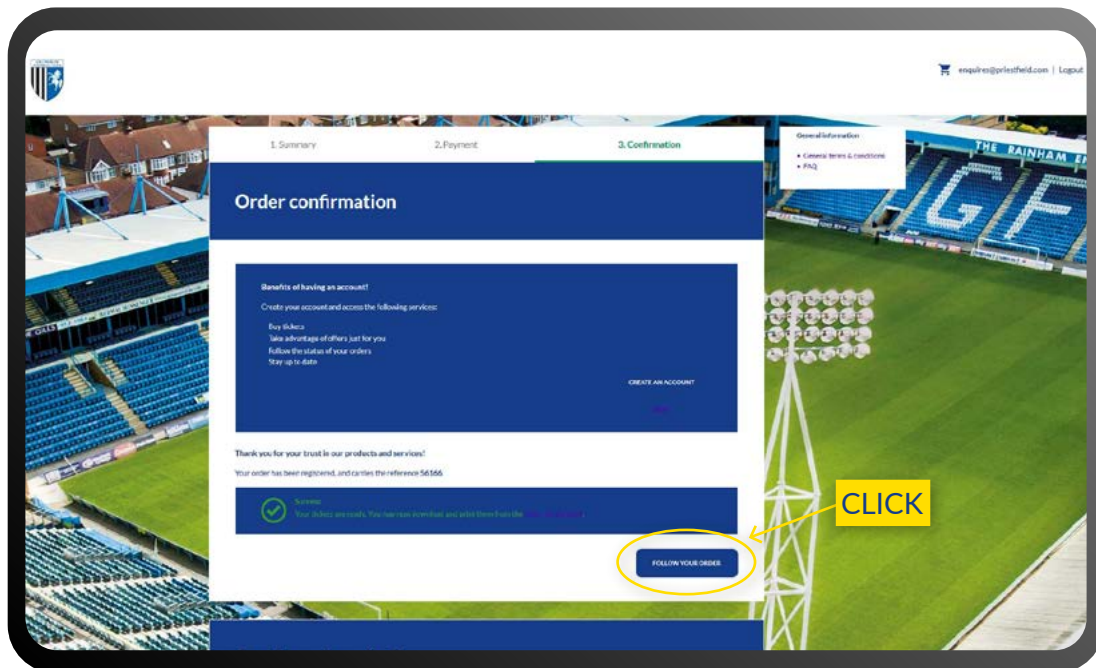 enquires@priestfield.com | Logout
1. Summary
2. Payment
3. Confirmation
General information
General terms & conditions
FAQ
THE RAINHAM
GF
Order confirmation
Benefits of having an account!
Create your account and access the following services:
Buy tickets
Take advantage of offers just for you
Follow the status of your orders
Stay up to date
CREATE AN ACCOUNT
Thank you for your trust in our products and services!
Your order has been registered, and carries the reference 56166
Success
Your tickets are ready. You can now download and print them from the
CLICK
FOLLOW YOUR ORDER